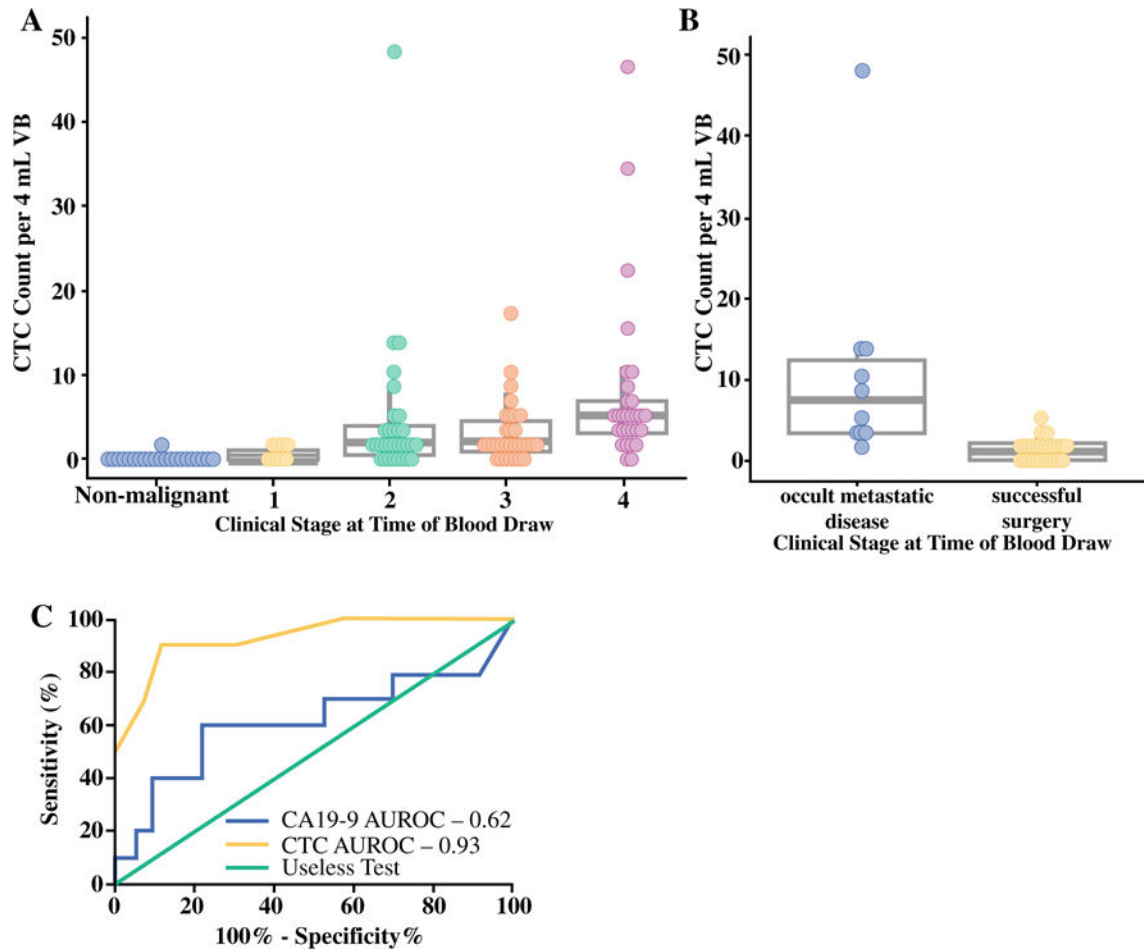 A
CTC Count per 4 mL VB
50
40
30
20
10
0
Non-malignant
1
2
3
4
Clinical Stage at Time of Blood Draw
B
CTC Count per 4 mL VB
50
40
30
20
10
0
occult metastatic
disease
successful
surgery
Clinical Stage at Time of Blood Draw
C
Sensitivity (%)
100
80
60
40
20
0
CA19-9 AUROC – 0.62
CTC AUROC – 0.93
Useless Test
0
20
40
60
80
100
100% - Specificity%